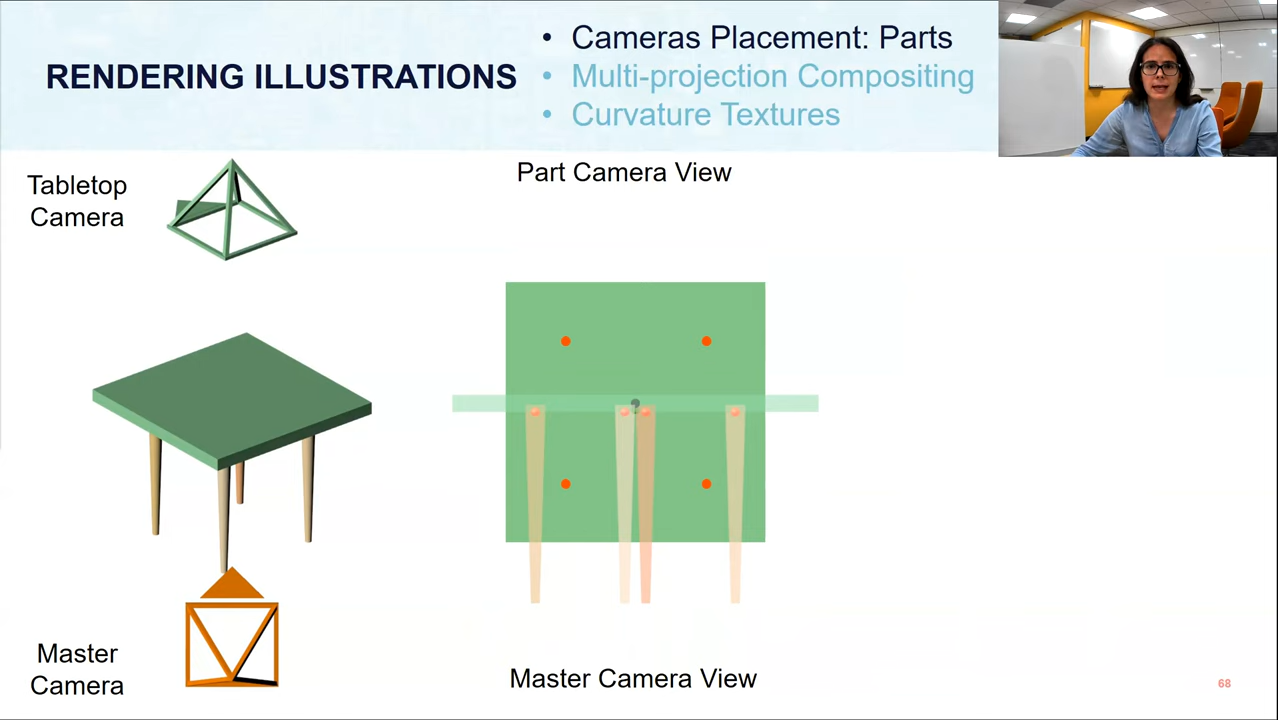 RENDERING ILLUSTRATIONS
• Cameras Placement: Parts
• Multi-projection Compositing
• Curvature Textures
Tabletop
Camera
Part Camera View
Master
Camera
Master Camera View
68